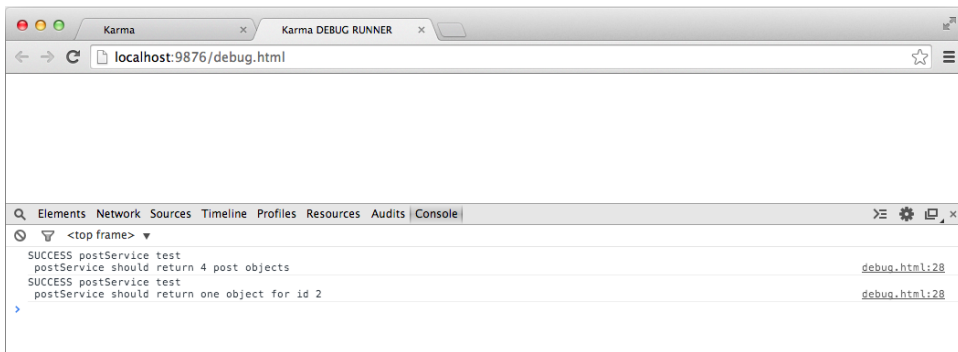 Karma
Karma DEBUG RUNNER
localhost:9876/debug.html
Elements Network Sources Timeline Profiles Resources Audits Console
<top frame>
SUCCESS postService test
postService should return 4 post objects debug.html:28
SUCCESS postService test
postService should return one object for id 2 debug.html:28